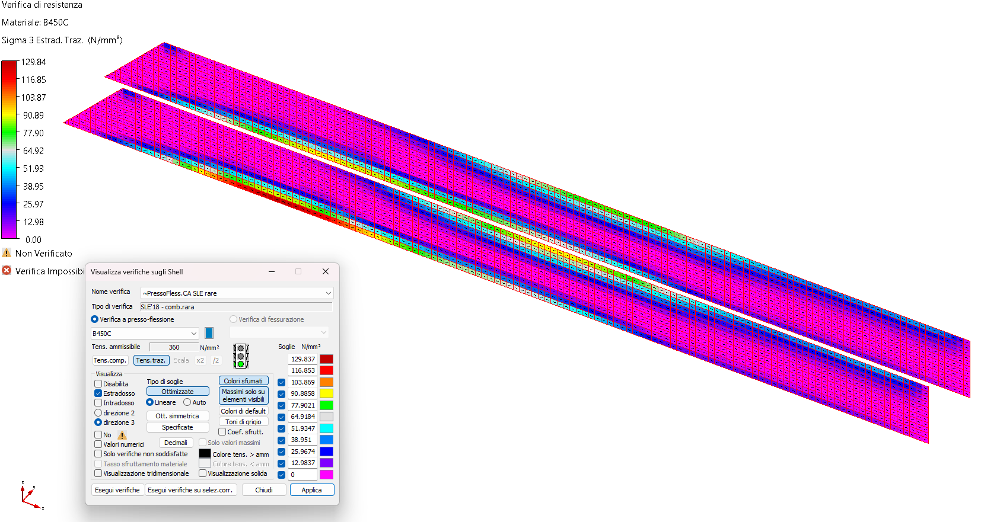 Verifica di resistenza
Materiale: B450C
Sigma 3 Estrad. Traz. (N/mm²)
129.84
116.85
103.87
90.89
77.90
64.92
51.93
38.95
25.97
12.98
0.00
Non Verificato
Verifica Impossibi
Visualizza verifiche sugli Shell
Nome verifica ~PressoFless.CA SLE rare
Tipo di verifica SLE'18 - comb.rara
Verifica a presso-flessione Verifica di fessurazione
B450C
Tens. ammissibile 360 N/mm² Soglie N/mm²
Tens.comp. Tens.traz. Scala x2 /2
129.837
116.853
103.869
90.8858
77.9021
64.9184
51.9347
38.951
25.9674
12.9837
0
Visualizza
Disabilita
Estradosso
Intradosso
direzione 2
direzione 3
No
Valori numerici
Solo verifiche non soddisfatte
Tasso sfruttamento materiale
Visualizzazione tridimensionale
Tipo di soglie
Ottimizzate
Lineare Auto
Ott. simmetrica
Specificate
Decimali
Colori sfumati
Massimi solo su
elementi visibili
Colori di default
Toni di grigio
Coef. sfrutt.
Solo valori massimi
Colore tens. > amm
Colore tens. < amm
Visualizzazione solida
Esegui verifiche Esegui verifiche su selez.corr. Chiudi Applica
z
y
x